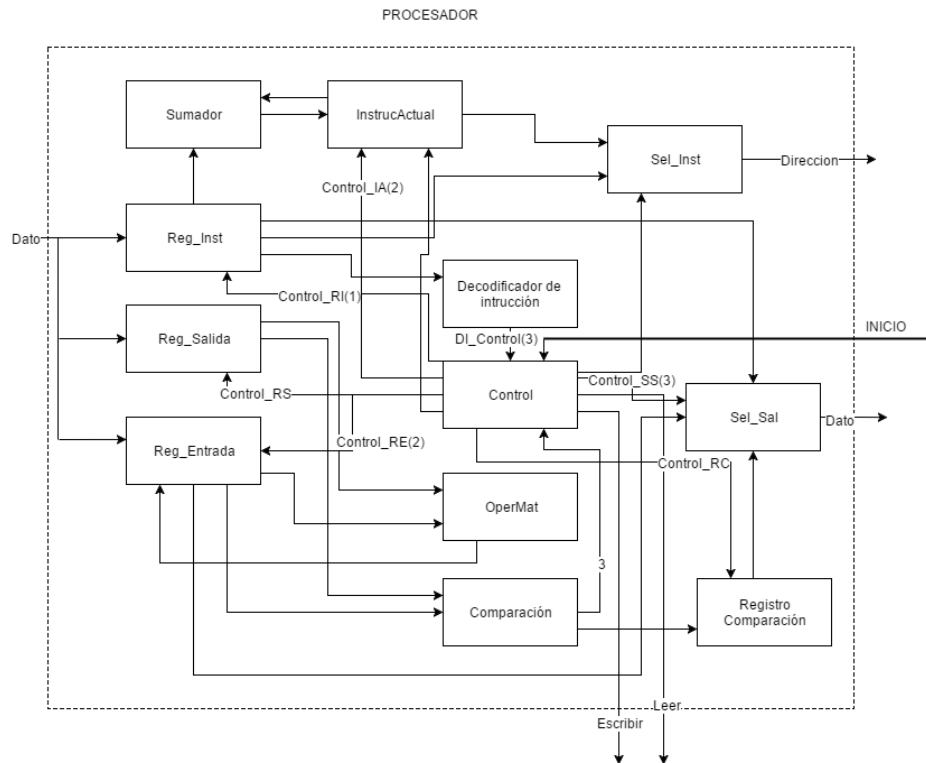 PROCESADOR
Sumador
InstrucActual
Sel_Inst
Direccion
Control_IA(2)
Dato
Reg_Inst
Decodificador de
intrucción
Control_RI(1)
Reg_Salida
DI_Control(3)
INICIO
Control
Control_SS(3)
Control_RS
Sel_Sal
Dato
Control_RE(2)
Reg_Entrada
Control_RC
OperMat
3
Comparación
Registro
Comparación
Leer
Escribir